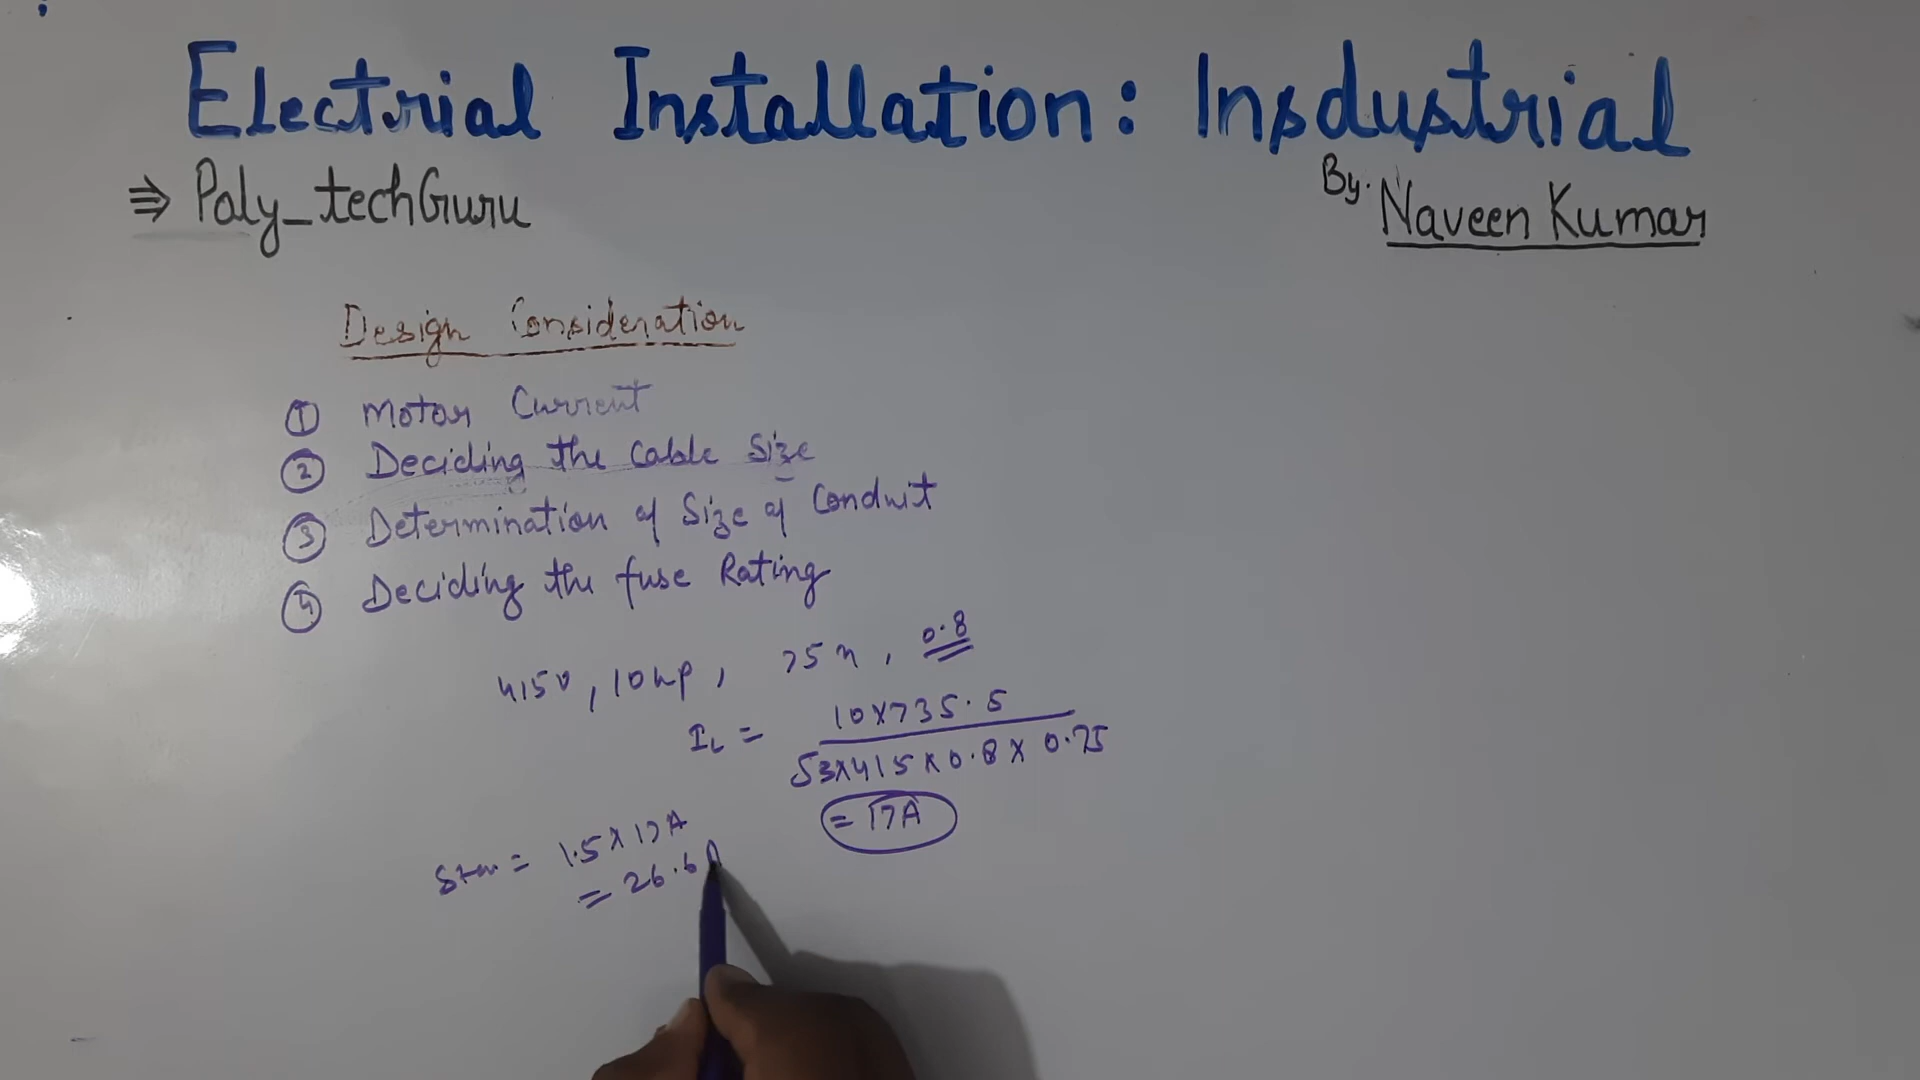 Electrial Installation: Insdustrial
⇒ Poly_techGuru
By. Naveen Kumar
Design Consideration
① Motor Current
② Deciding the Cable Size
③ Determination of Size of Conduit
④ Deciding the fuse Rating
415V, 10HP, 75 η, 0.8
IL = 10×735.5
√3×415×0.8×0.75
= 17A
= 1.5×17A
= 26.6A